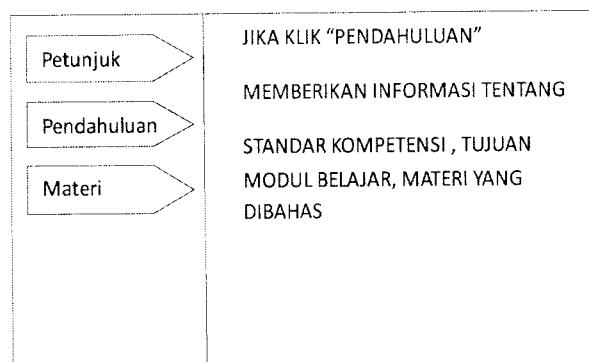 Petunjuk
Pendahuluan
Materi
JIKA KLIK “PENDAHULUAN”
MEMBERIKAN INFORMASI TENTANG
STANDAR KOMPETENSI , TUJUAN
MODUL BELAJAR, MATERI YANG
DIBAHAS